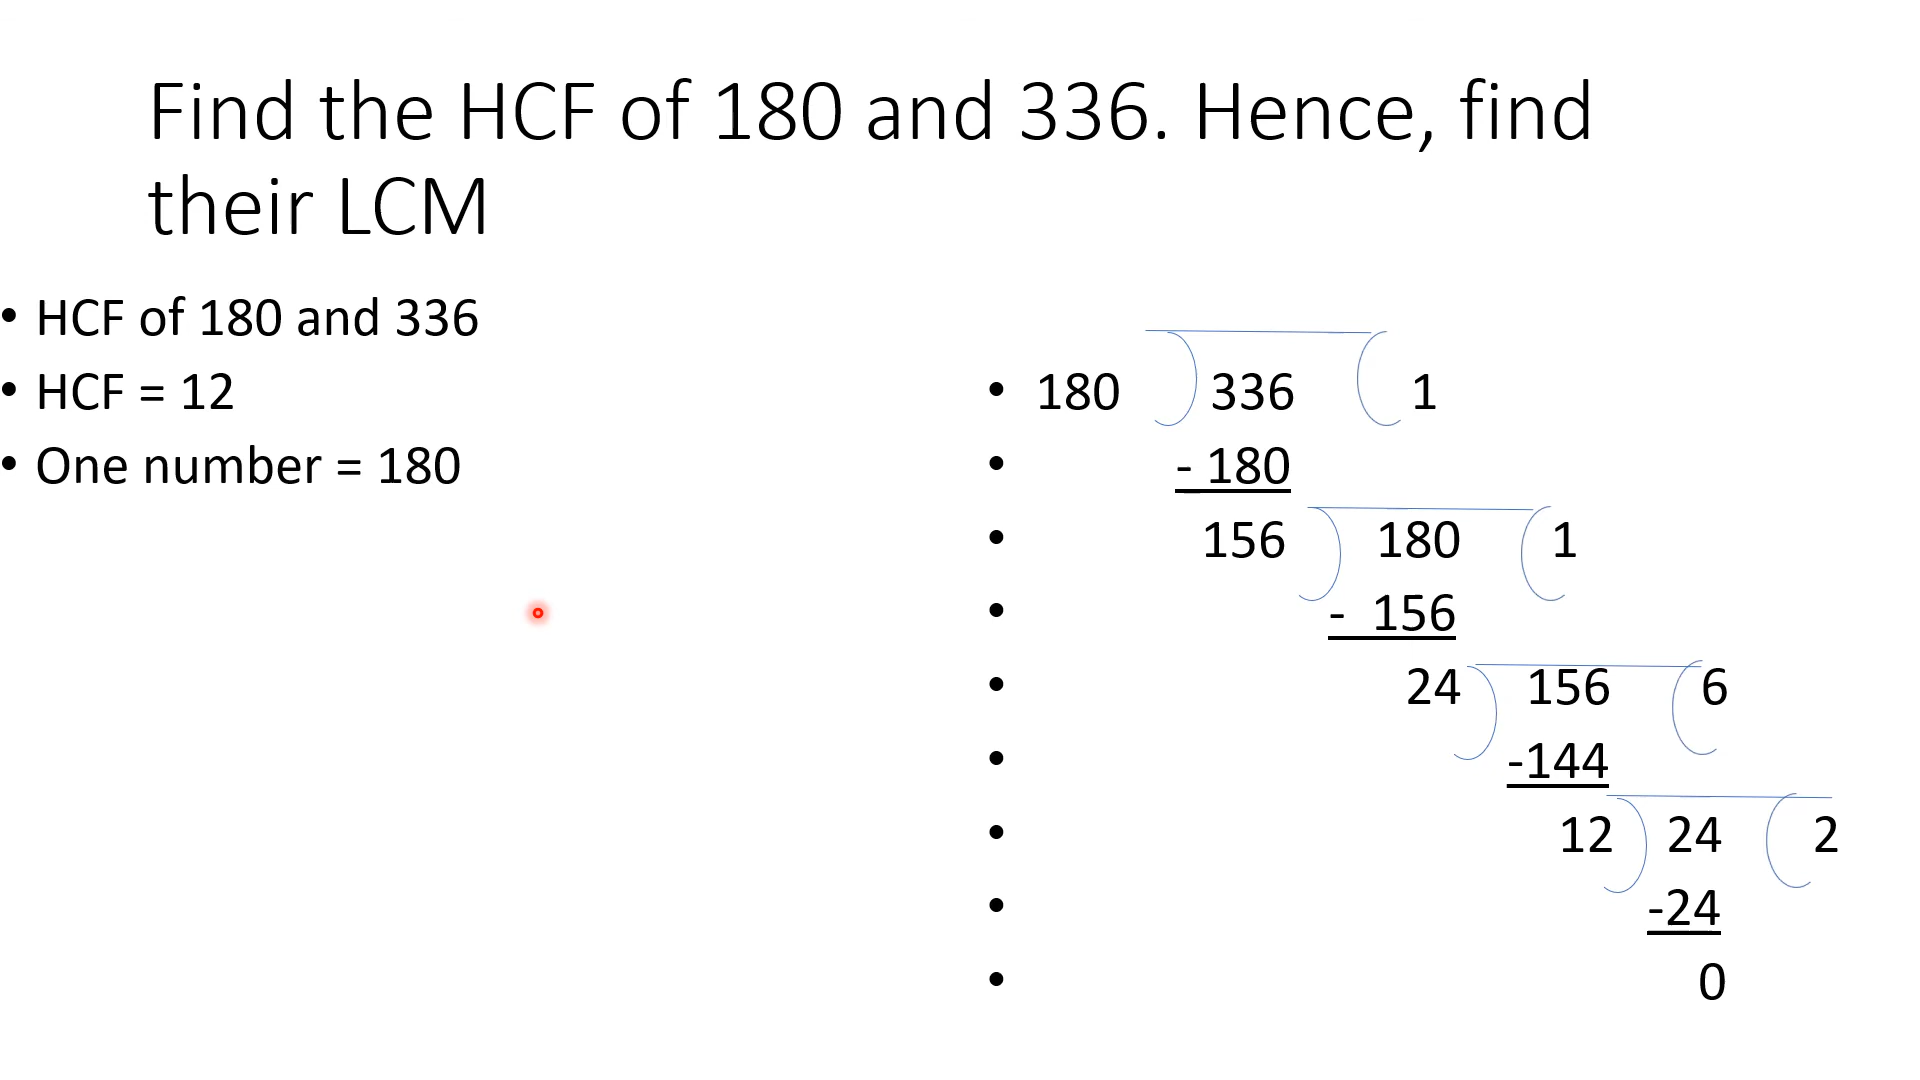 Find the HCF of 180 and 336. Hence, find
their LCM
• HCF of 180 and 336
• HCF = 12
• One number = 180
• 180 336 1
• - 180
• 156 180 1
• - 156
• 24 156 6
• -144
• 12 24 2
• -24
• 0